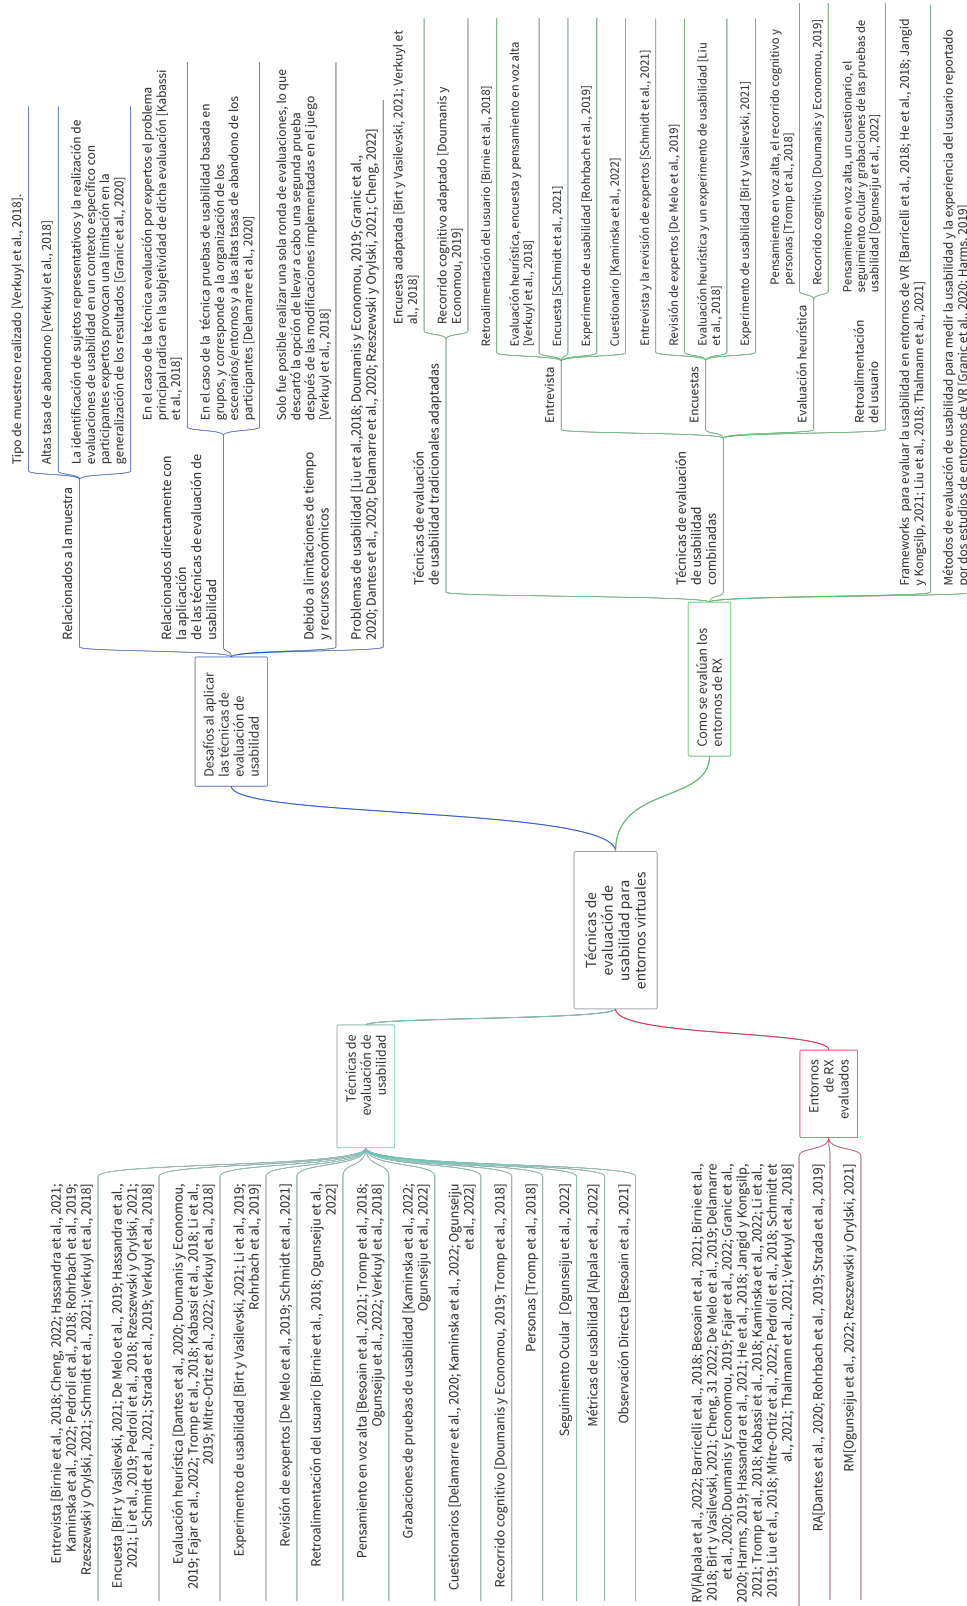 Técnicas de
evaluación de
usabilidad para
entornos virtuales
Desafíos al aplicar
las técnicas de
evaluación de
usabilidad
Relacionados a la muestra
Tipo de muestreo realizado [Verkuyl et al., 2018].
Altas tasa de abandono [Verkuyl et al., 2018]
La identificación de sujetos representativos y la realización de
evaluaciones de usabilidad en un contexto específico con
participantes expertos provocan una limitación en la
generalización de los resultados [Granic et al., 2020]
Relacionados directamente con
la aplicación
de las técnicas de evaluación de
usabilidad
En el caso de la técnica evaluación por expertos el problema
principal radica en la subjetividad de dicha evaluación [Kabassi
et al., 2018]
En el caso de la  técnica pruebas de usabilidad basada en
grupos, y corresponde a la organización de los
escenarios/entornos y a las altas tasas de abandono de los
participantes [Delamarre et al., 2020]
Debido a limitaciones de tiempo
y recursos económicos
Solo fue posible realizar una sola ronda de evaluaciones, lo que
descartó la opción de llevar a cabo una segunda prueba
después de las modificaciones implementadas en el juego
[Verkuyl et al., 2018]
Problemas de usabilidad [Liu et al.,2018; Doumanis y Economou, 2019; Granic et al.,
2020; Dantes et al., 2020; Delamarre et al., 2020; Rzeszewski y Orylski, 2021; Cheng, 2022]
Como se evalúan los
entornos de RX
Técnicas de evaluación
de usabilidad tradicionales adaptadas
Encuesta adaptada [Birt y Vasilevski, 2021; Verkuyl et
al., 2018]
Recorrido cognitivo adaptado [Doumanis y
Economou, 2019]
Técnicas de evaluación
de usabilidad
combinadas
Entrevista
Retroalimentación del usuario [Birnie et al., 2018]
Evaluación heurística, encuesta y pensamiento en voz alta
[Verkuyl et al., 2018]
Encuesta [Schmidt et al., 2021]
Experimento de usabilidad [Rohrbach et al., 2019]
Cuestionario [Kaminska et al., 2022]
Encuestas
Entrevista y la revisión de expertos [Schmidt et al., 2021]
Revisión de expertos [De Melo et al., 2019]
Evaluación heurística y un experimento de usabilidad [Liu
et al., 2018]
Experimento de usabilidad [Birt y Vasilevski, 2021]
Evaluación heurística
Pensamiento en voz alta, el recorrido cognitivo y
personas [Tromp et al., 2018]
Recorrido cognitivo [Doumanis y Economou, 2019]
Retroalimentación
del usuario
Pensamiento en voz alta, un cuestionario, el
seguimiento ocular y grabaciones de las pruebas de
usabilidad [Ogunseiju et al., 2022]
Frameworks  para evaluar la usabilidad en entornos de VR [Barricelli et al., 2018; He et al., 2018; Jangid
y Kongsilp, 2021; Liu et al., 2018; Thalmann et al., 2021]
Métodos de evaluación de usabilidad para medir la usabilidad y la experiencia del usuario reportado
por dos estudios de entornos de VR [Granic et al., 2020; Harms, 2019]
Técnicas de
evaluación de
usabilidad
Entrevista [Birnie et al., 2018; Cheng, 2022; Hassandra et al., 2021;
Kaminska et al., 2022; Pedroli et al., 2018; Rohrbach et al., 2019;
Rzeszewski y Orylski, 2021; Schmidt et al., 2021; Verkuyl et al., 2018]
Encuesta [Birt y Vasilevski, 2021; De Melo et al., 2019; Hassandra et al.,
2021; Li et al., 2019; Pedroli et al., 2018; Rzeszewski y Orylski, 2021;
Schmidt et al., 2021; Strada et al., 2019; Verkuyl et al., 2018]
Evaluación heurística [Dantes et al., 2020; Doumanis y Economou,
2019; Fajar et al., 2022; Tromp et al., 2018; Kabassi et al., 2018; Li et al.,
2019; Mitre-Ortiz et al., 2022; Verkuyl et al., 2018]
Experimento de usabilidad [Birt y Vasilevski, 2021; Li et al., 2019;
Rohrbach et al., 2019]
Revisión de expertos [De Melo et al., 2019; Schmidt et al., 2021]
Retroalimentación del usuario [Birnie et al., 2018; Ogunseiju et al.,
2022]
Pensamiento en voz alta [Besoain et al., 2021; Tromp et al., 2018;
Ogunseiju et al., 2022; Verkuyl et al., 2018]
Grabaciones de pruebas de usabilidad [Kaminska et al., 2022;
Ogunseiju et al., 2022]
Cuestionarios [Delamarre et al., 2020; Kaminska et al., 2022; Ogunseiju
et al., 2022]
Recorrido cognitivo [Doumanis y Economou, 2019; Tromp et al., 2018]
Personas [Tromp et al., 2018]
Seguimiento Ocular  [Ogunseiju et al., 2022]
Métricas de usabilidad [Alpala et al., 2022]
Observación Directa [Besoain et al., 2021]
Entornos
de RX
evaluados
RV[Alpala et al., 2022; Barricelli et al., 2018; Besoain et al., 2021; Birnie et al.,
2018; Birt y Vasilevski, 2021; Cheng, 31 2022; De Melo et al., 2019; Delamarre
et al., 2020; Doumanis y Economou, 2019; Fajar et al., 2022; Granic et al.,
2020; Harms, 2019; Hassandra et al., 2021; He et al., 2018; Jangid y Kongsilp,
2021; Tromp et al., 2018; Kabassi et al., 2018; Kaminska et al., 2022; Li et al.,
2019; Liu et al., 2018; Mitre-Ortiz et al., 2022; Pedroli et al., 2018; Schmidt et
al., 2021; Thalmann et al., 2021; Verkuyl et al., 2018]
RA[Dantes et al., 2020; Rohrbach et al., 2019; Strada et al., 2019]
RM[Ogunseiju et al., 2022; Rzeszewski y Orylski, 2021]